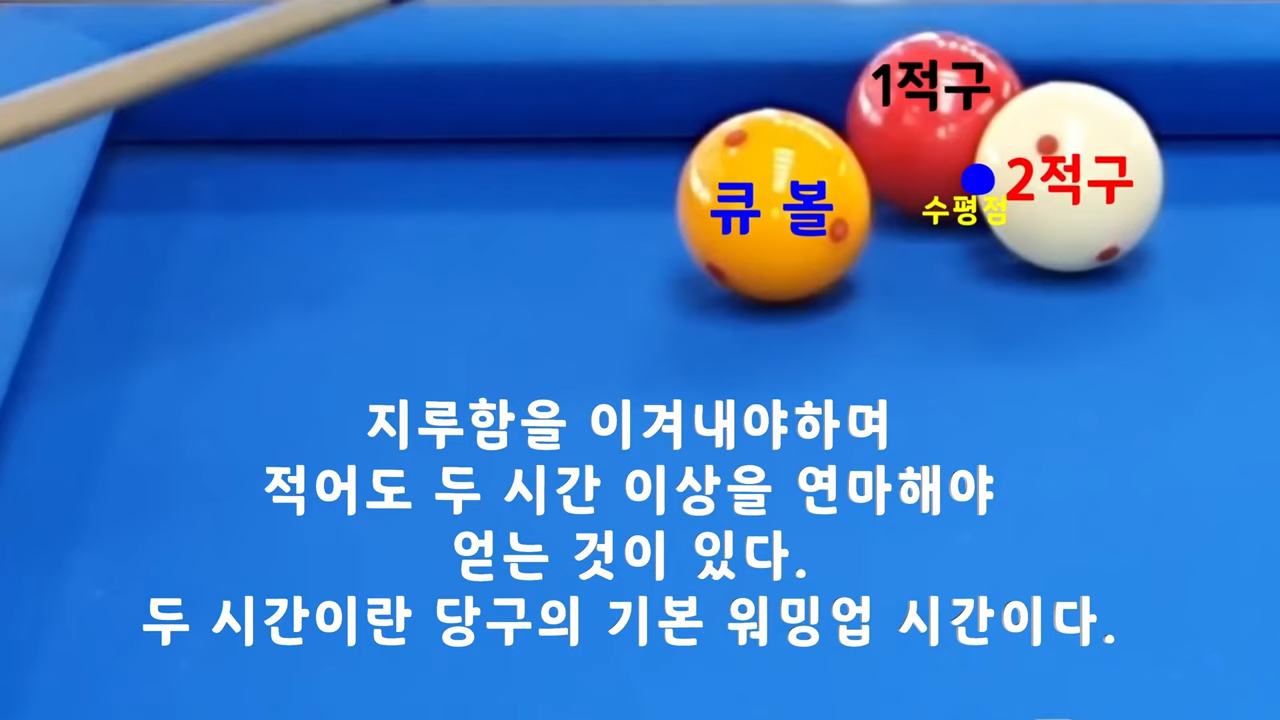 1적구
2적구
큐 볼
수평점
지루함을 이겨내야하며
적어도 두 시간 이상을 연마해야
얻는 것이 있다.
두 시간이란 당구의 기본 워밍업 시간이다.